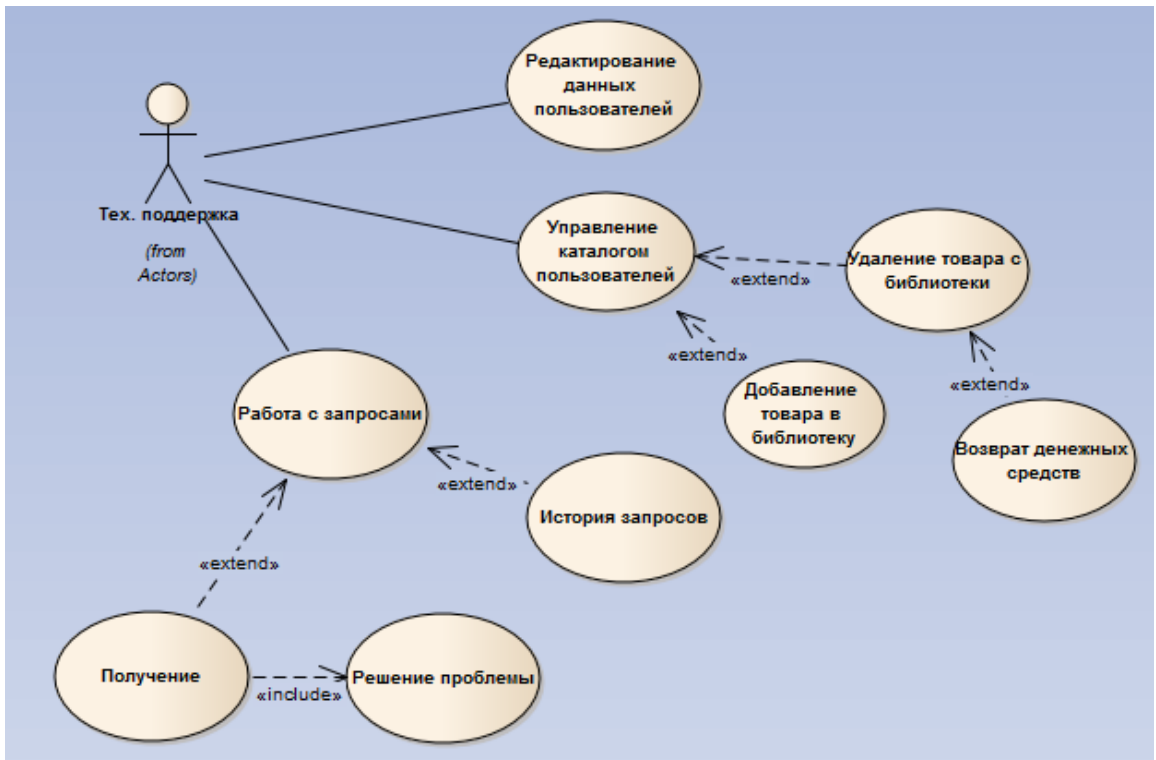 Редактирование
данных
пользователей
Тех. поддержка
(from
Actors)
Управление
каталогом
пользователей
«extend»
Удаление товара с
библиотеки
«extend»
Добавление
товара в
библиотеку
«extend»
Возврат денежных
средств
Работа с запросами
«extend»
История запросов
«extend»
Получение
«include»
Решение проблемы